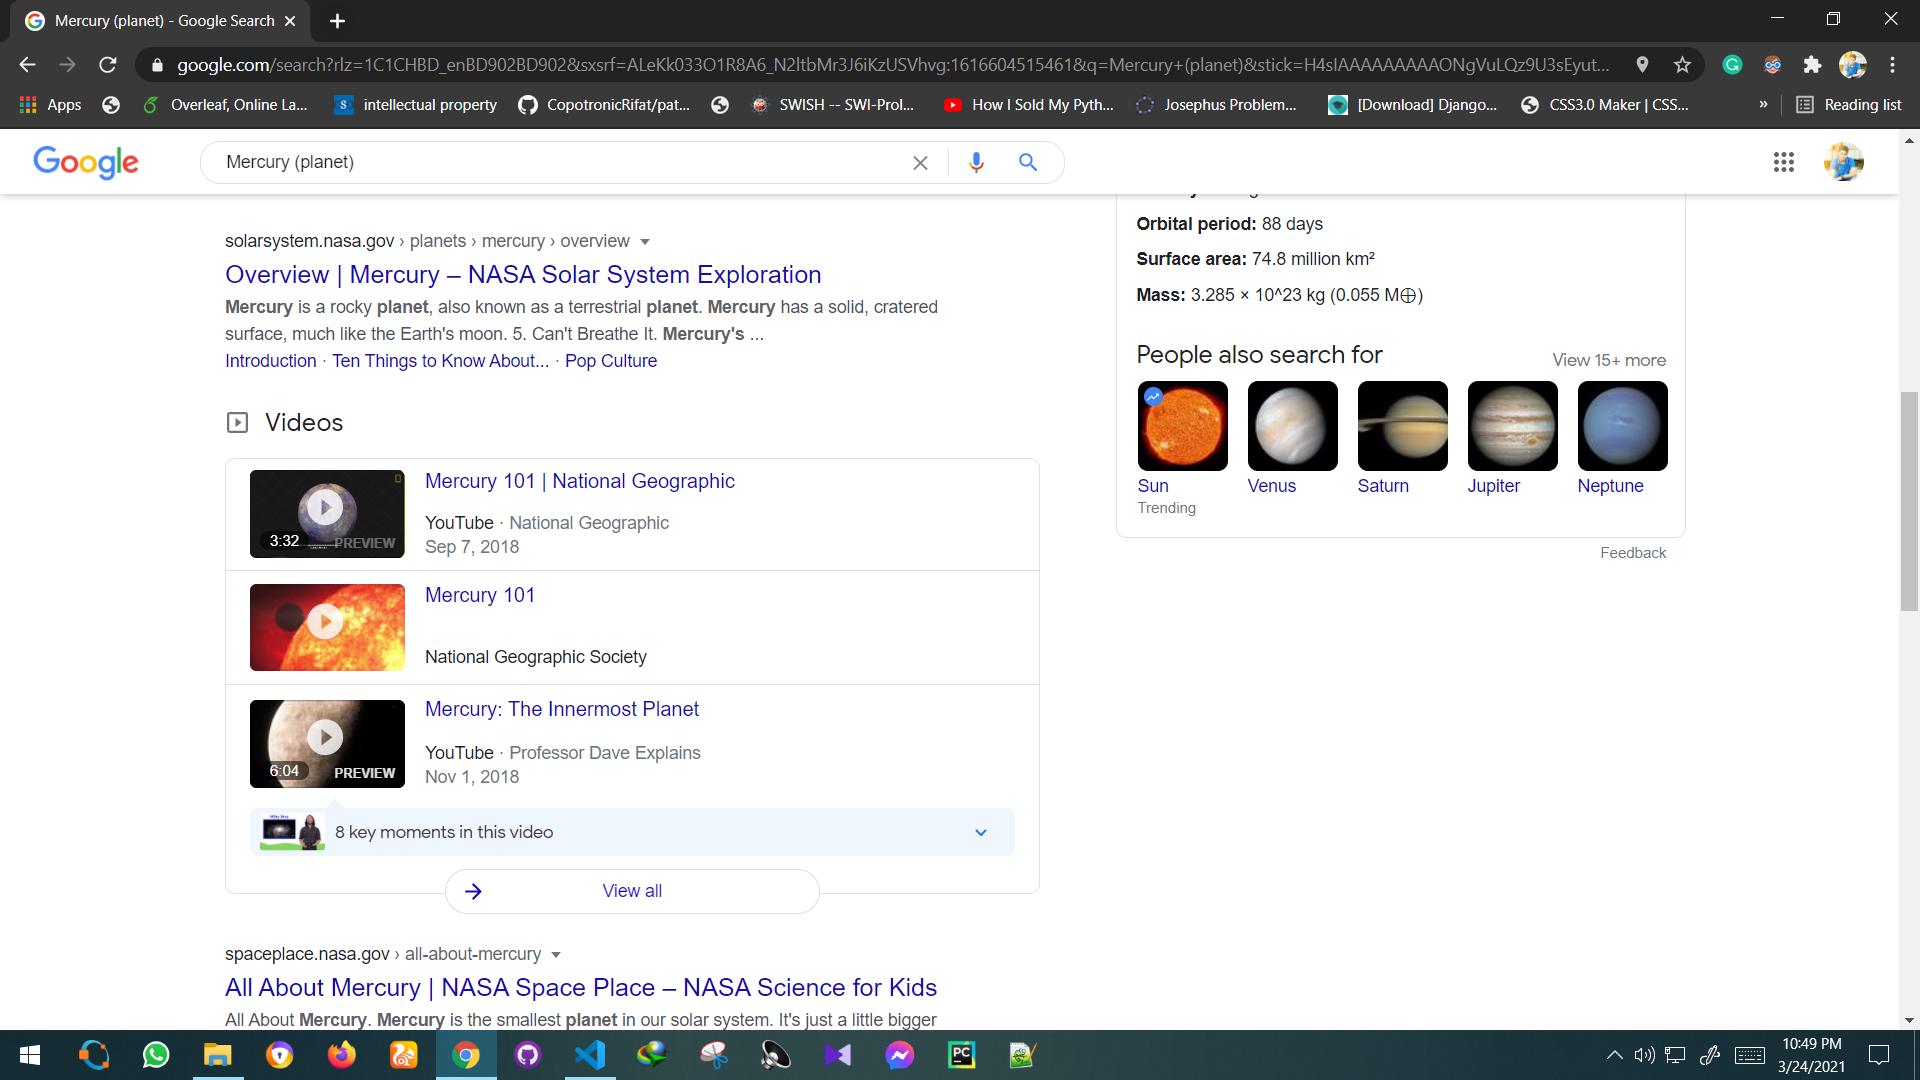 Mercury (planet) - Google Search
google.com/search?rlz=1C1CHBD_enBD902BD902&sxsrf=ALeKk033O1R8A6_N2ltbMr3J6iKzUSVhvg:1616604515461&q=Mercury+(planet)&stick=H4sIAAAAAAAAAONgVuLQz9U3sEyut...
Apps
Overleaf, Online La...
intellectual property
CopotronicRifat/pat...
SWISH -- SWI-Prol...
How I Sold My Pyth...
Josephus Problem...
[Download] Django...
CSS3.0 Maker | CSS...
»
Reading list
Google
Mercury (planet)
solarsystem.nasa.gov › planets › mercury › overview
Overview | Mercury – NASA Solar System Exploration
Mercury is a rocky planet, also known as a terrestrial planet. Mercury has a solid, cratered
surface, much like the Earth's moon. 5. Can't Breathe It. Mercury's ...
Introduction · Ten Things to Know About... · Pop Culture
Videos
Mercury 101 | National Geographic
YouTube · National Geographic
Sep 7, 2018
3:32
PREVIEW
Mercury 101
National Geographic Society
Mercury: The Innermost Planet
YouTube · Professor Dave Explains
Nov 1, 2018
6:04
PREVIEW
8 key moments in this video
View all
spaceplace.nasa.gov › all-about-mercury
All About Mercury | NASA Space Place – NASA Science for Kids
All About Mercury. Mercury is the smallest planet in our solar system. It's just a little bigger
Orbital period: 88 days
Surface area: 74.8 million km²
Mass: 3.285 × 10^23 kg (0.055 M⊕)
People also search for
View 15+ more
Sun
Trending
Venus
Saturn
Jupiter
Neptune
Feedback
PC
10:49 PM
3/24/2021